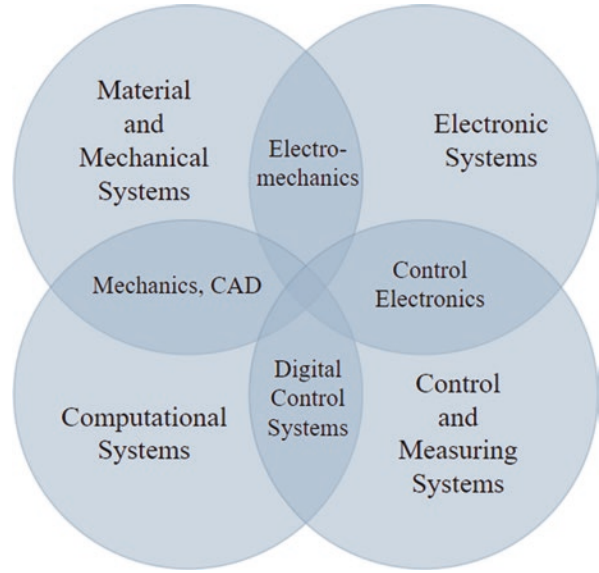 Material
and
Mechanical
Systems
Electro-
mechanics
Electronic
Systems
Mechanics, CAD
Control
Electronics
Computational
Systems
Digital
Control
Systems
Control
and
Measuring
Systems